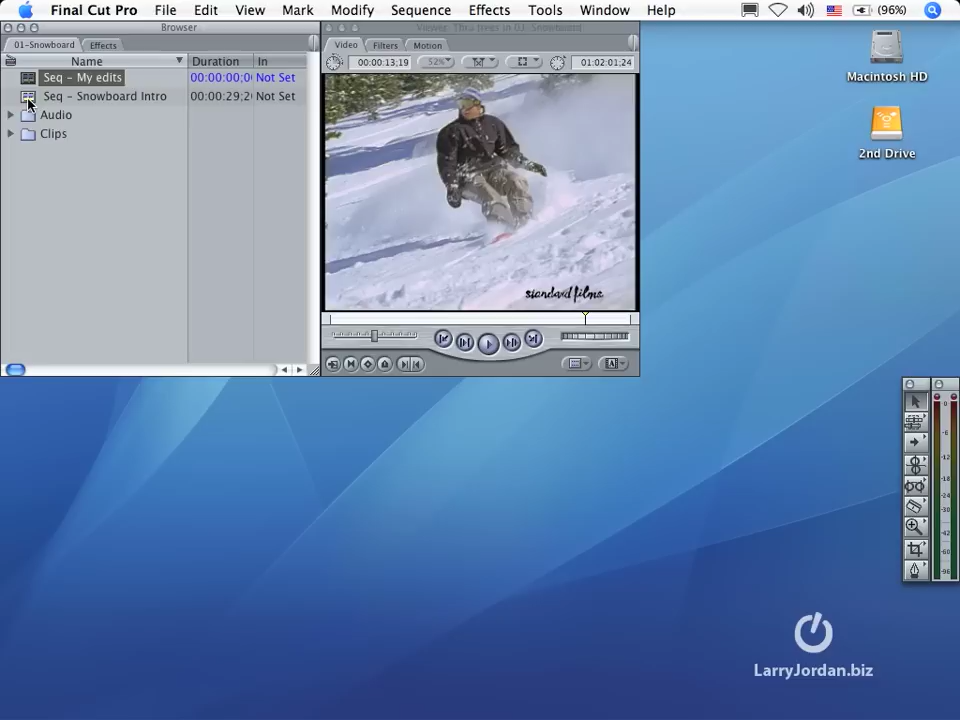 Final Cut Pro File Edit View Mark Modify Sequence Effects Tools Window Help (96%)
Browser
01-Snowboard Effects
Name Duration In
Seq - My edits 00:00:00;0 Not Set
Seq - Snowboard Intro 00:00:29;2 Not Set
Audio
Clips
Video Filters Motion
00:00:13;19 52% 01:02:01:24
standard films
Macintosh HD
2nd Drive
LarryJordan.biz